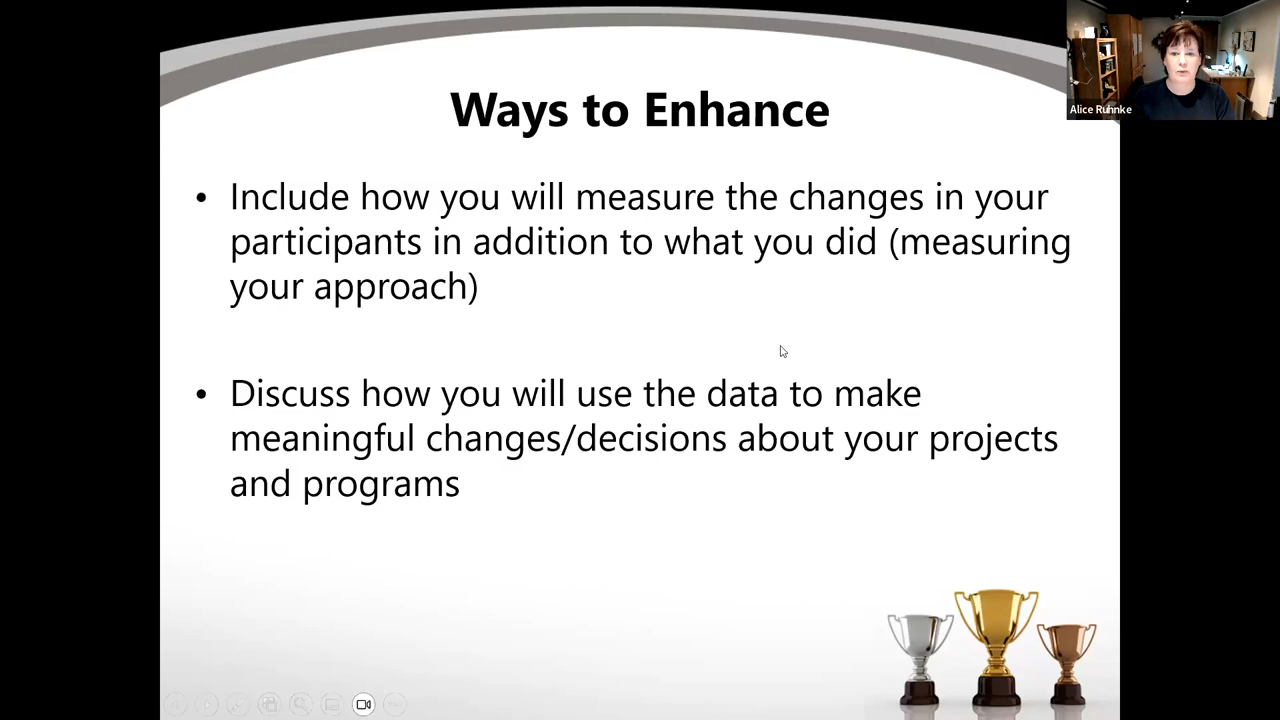 Ways to Enhance
Alice Ruhnke
• Include how you will measure the changes in your
participants in addition to what you did (measuring
your approach)
• Discuss how you will use the data to make
meaningful changes/decisions about your projects
and programs